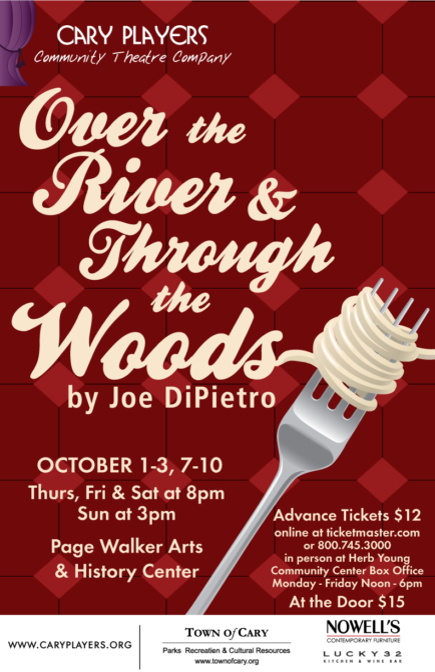 CARY PLAYERS
Community Theatre Company
Over the
River &
Through
the
Woods
by Joe DiPietro
OCTOBER 1-3, 7-10
Thurs, Fri & Sat at 8pm
Sun at 3pm
Page Walker Arts
& History Center
Advance Tickets $12
online at ticketmaster.com
or 800.745.3000
in person at Herb Young
Community Center Box Office
Monday - Friday Noon - 6pm
At the Door $15
WWW.CARYPLAYERS.ORG
TOWN of CARY
Parks Recreation & Cultural Resources
www.townofcary.org
NOWELL'S
CONTEMPORARY FURNITURE
LUCKY 32
KITCHEN & WINE BAR